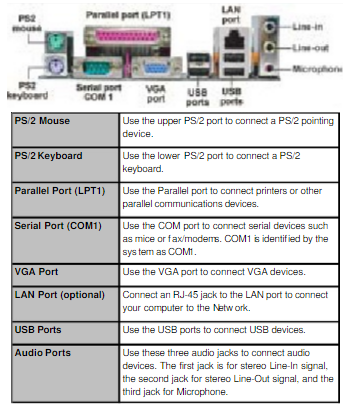 PS2 mouse
Parallel port (LPT1)
LAN port
Line-in
Line-out
Microphone
PS2 keyboard
Serial port COM 1
VGA port
USB ports
USB ports
PS/2 Mouse
Use the upper PS/2 port to connect a PS/2 pointing
device.
PS/2 Keyboard
Use the lower PS/2 port to connect a PS/2
keyboard.
Parallel Port (LPT1)
Use the Parallel port to connect printers or other
parallel communications devices.
Serial Port (COM1)
Use the COM port to connect serial devices such
as mice or fax/modems. COM1 is identified by the
system as COM1.
VGA Port
Use the VGA port to connect VGA devices.
LAN Port (optional)
Connect an RJ-45 jack to the LAN port to connect
your computer to the Network.
USB Ports
Use the USB ports to connect USB devices.
Audio Ports
Use these three audio jacks to connect audio
devices. The first jack is for stereo Line-In signal,
the second jack for stereo Line-Out signal, and the
third jack for Microphone.